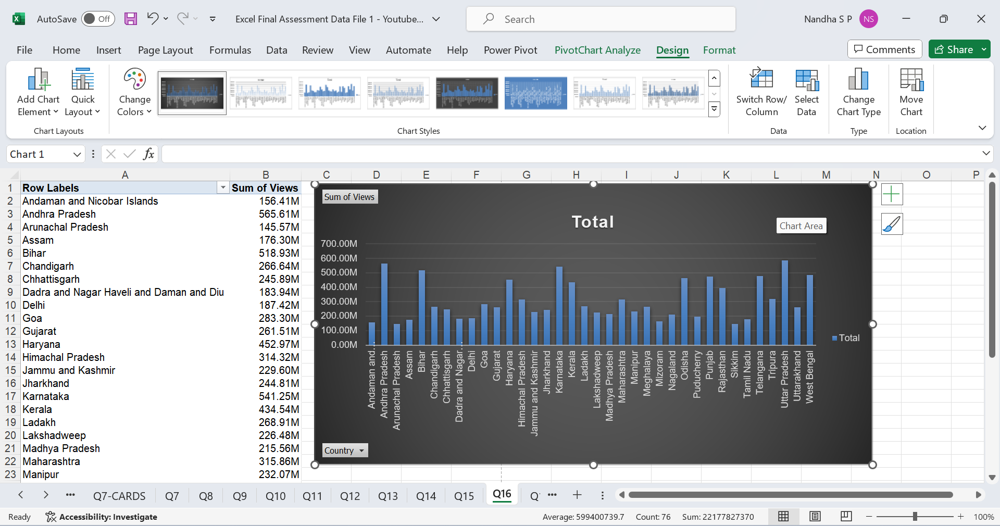 AutoSave Off Excel Final Assessment Data File 1 - Youtube... Search Nandha S P NS
File Home Insert Page Layout Formulas Data Review View Automate Help Power Pivot PivotChart Analyze Design Format Comments Share
Add Chart Element Quick Layout Change Colors Switch Row/ Column Select Data Change Chart Type Move Chart
Chart Layouts Chart Styles Data Type Location
Chart 1 fx
A B C D E F G H I J K L M N O P
1 Row Labels Sum of Views
2 Andaman and Nicobar Islands 156.41M
3 Andhra Pradesh 565.61M
4 Arunachal Pradesh 145.57M
5 Assam 176.30M
6 Bihar 518.93M
7 Chandigarh 266.64M
8 Chhattisgarh 245.89M
9 Dadra and Nagar Haveli and Daman and Diu 183.94M
10 Delhi 187.42M
11 Goa 283.30M
12 Gujarat 261.51M
13 Haryana 452.97M
14 Himachal Pradesh 314.32M
15 Jammu and Kashmir 229.60M
16 Jharkhand 244.81M
17 Karnataka 541.25M
18 Kerala 434.54M
19 Ladakh 268.91M
20 Lakshadweep 226.48M
21 Madhya Pradesh 215.56M
22 Maharashtra 315.86M
23 Manipur 232.07M
Sum of Views
Total
Chart Area
700.00M
600.00M
500.00M
400.00M
300.00M
200.00M
100.00M
0.00M
Total
Andaman and...
Andhra Pradesh
Arunachal Pradesh
Assam
Bihar
Chandigarh
Chhattisgarh
Dadra and Nagar...
Delhi
Goa
Gujarat
Haryana
Himachal Pradesh
Jammu and Kashmir
Jharkhand
Karnataka
Kerala
Ladakh
Lakshadweep
Madhya Pradesh
Maharashtra
Manipur
Meghalaya
Mizoram
Nagaland
Odisha
Puducherry
Punjab
Rajasthan
Sikkim
Tamil Nadu
Telangana
Tripura
Uttar Pradesh
Uttarakhand
West Bengal
Country
Q7-CARDS Q7 Q8 Q9 Q10 Q11 Q12 Q13 Q14 Q15 Q16
Ready Accessibility: Investigate Average: 599400739.7 Count: 76 Sum: 22177827370 100%